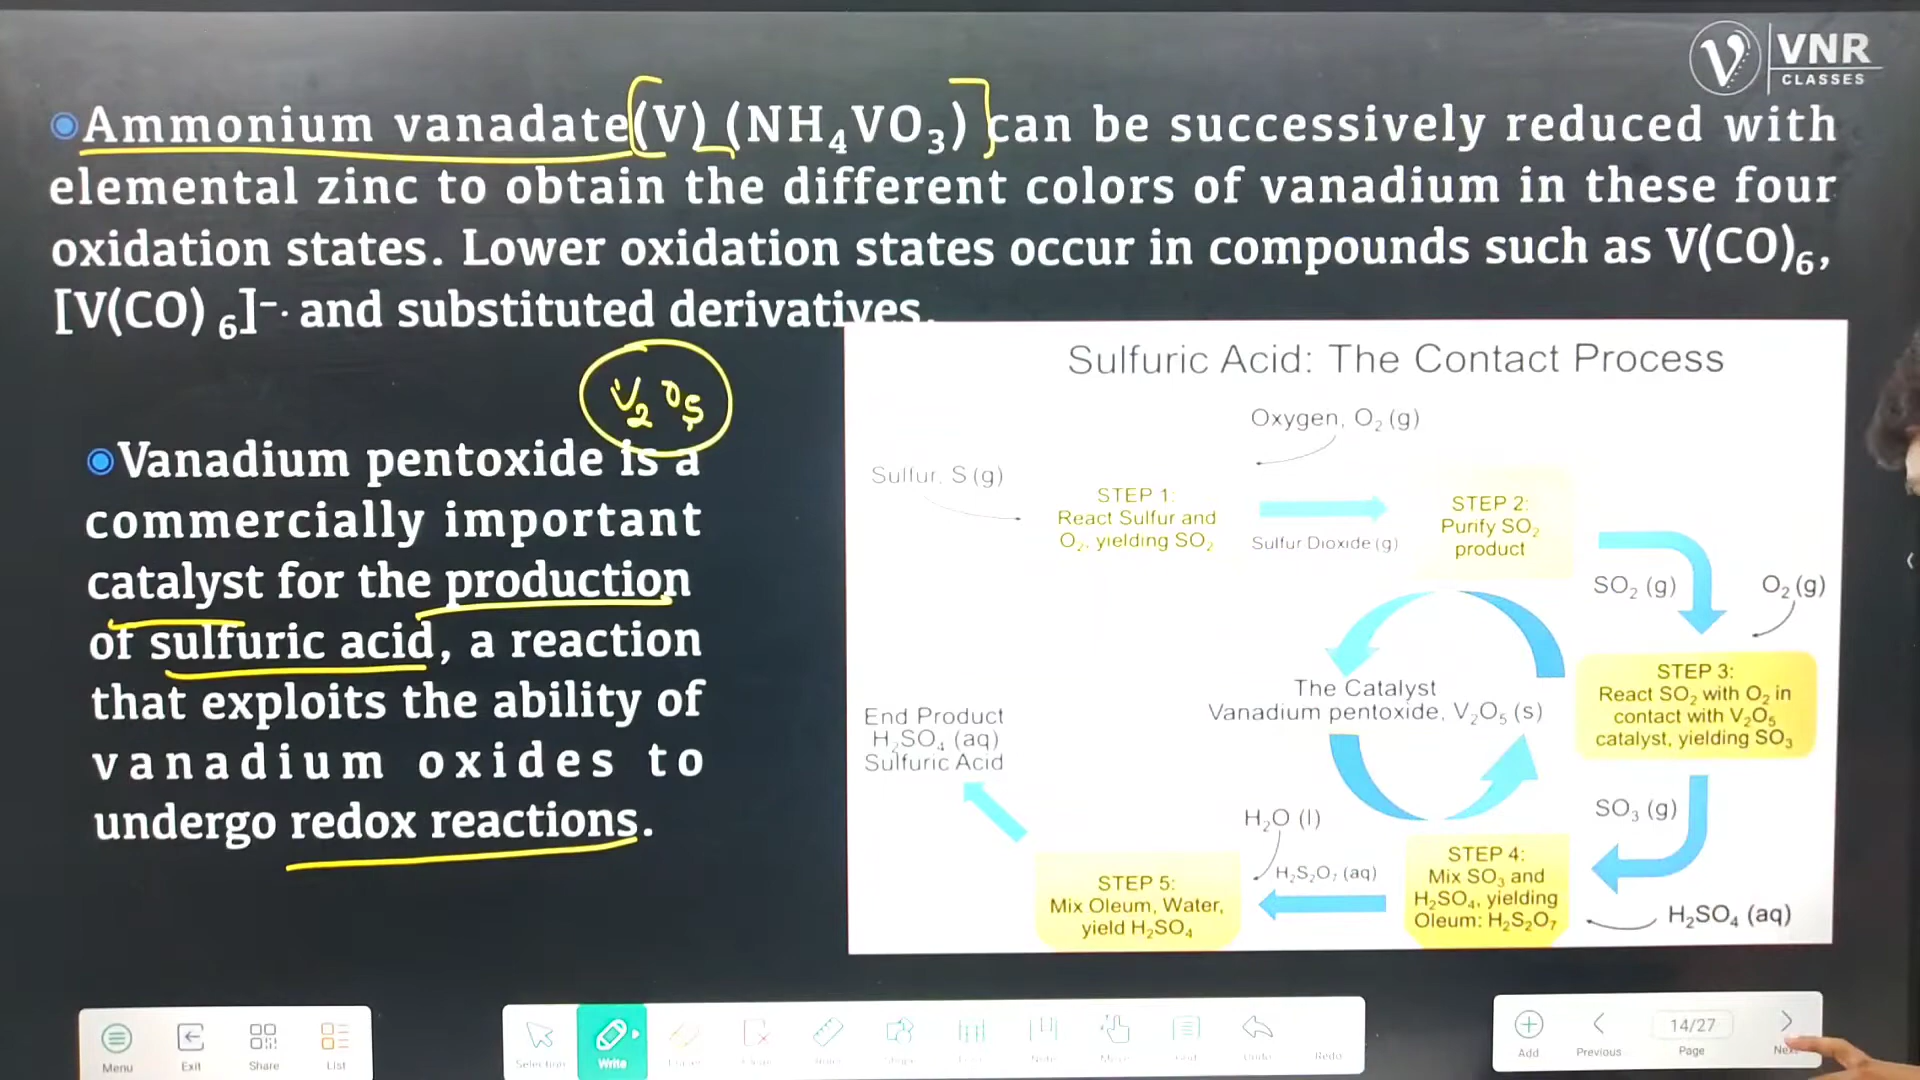 VNR
CLASSES
Ammonium vanadate(V) (NH₄VO₃) can be successively reduced with
elemental zinc to obtain the different colors of vanadium in these four
oxidation states. Lower oxidation states occur in compounds such as V(CO)₆,
[V(CO) ₆]⁻· and substituted derivatives.
V₂O₅
Vanadium pentoxide is a
commercially important
catalyst for the production
of sulfuric acid, a reaction
that exploits the ability of
vanadium oxides to
undergo redox reactions.
Sulfuric Acid: The Contact Process
Oxygen, O₂ (g)
Sulfur, S (g)
STEP 1:
React Sulfur and
O₂, yielding SO₂
Sulfur Dioxide (g)
STEP 2:
Purify SO₂
product
SO₂ (g)
O₂ (g)
STEP 3:
React SO₂ with O₂ in
contact with V₂O₅
catalyst, yielding SO₃
The Catalyst
Vanadium pentoxide, V₂O₅ (s)
SO₃ (g)
STEP 4:
Mix SO₃ and
H₂SO₄, yielding
Oleum: H₂S₂O₇
H₂SO₄ (aq)
H₂O (l)
H₂S₂O₇ (aq)
STEP 5:
Mix Oleum, Water,
yield H₂SO₄
End Product
H₂SO₄ (aq)
Sulfuric Acid
Menu Exit Share List
Selection Write Undo Redo
Add Previous 14/27 Page